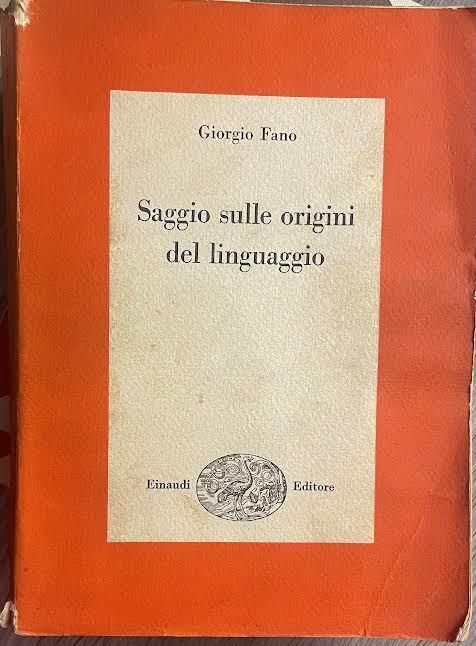 Giorgio Fano
Saggio sulle origini
del linguaggio
Einaudi Editore